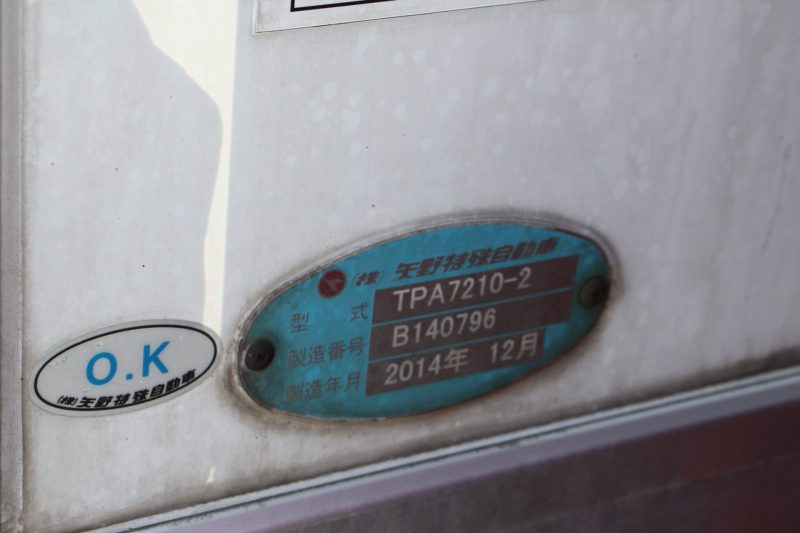 (株) 矢野特殊自動車
型 式 TPA7210-2
製造番号 B140796
製造年月 2014年 12月
O.K
(株)矢野特殊自動車